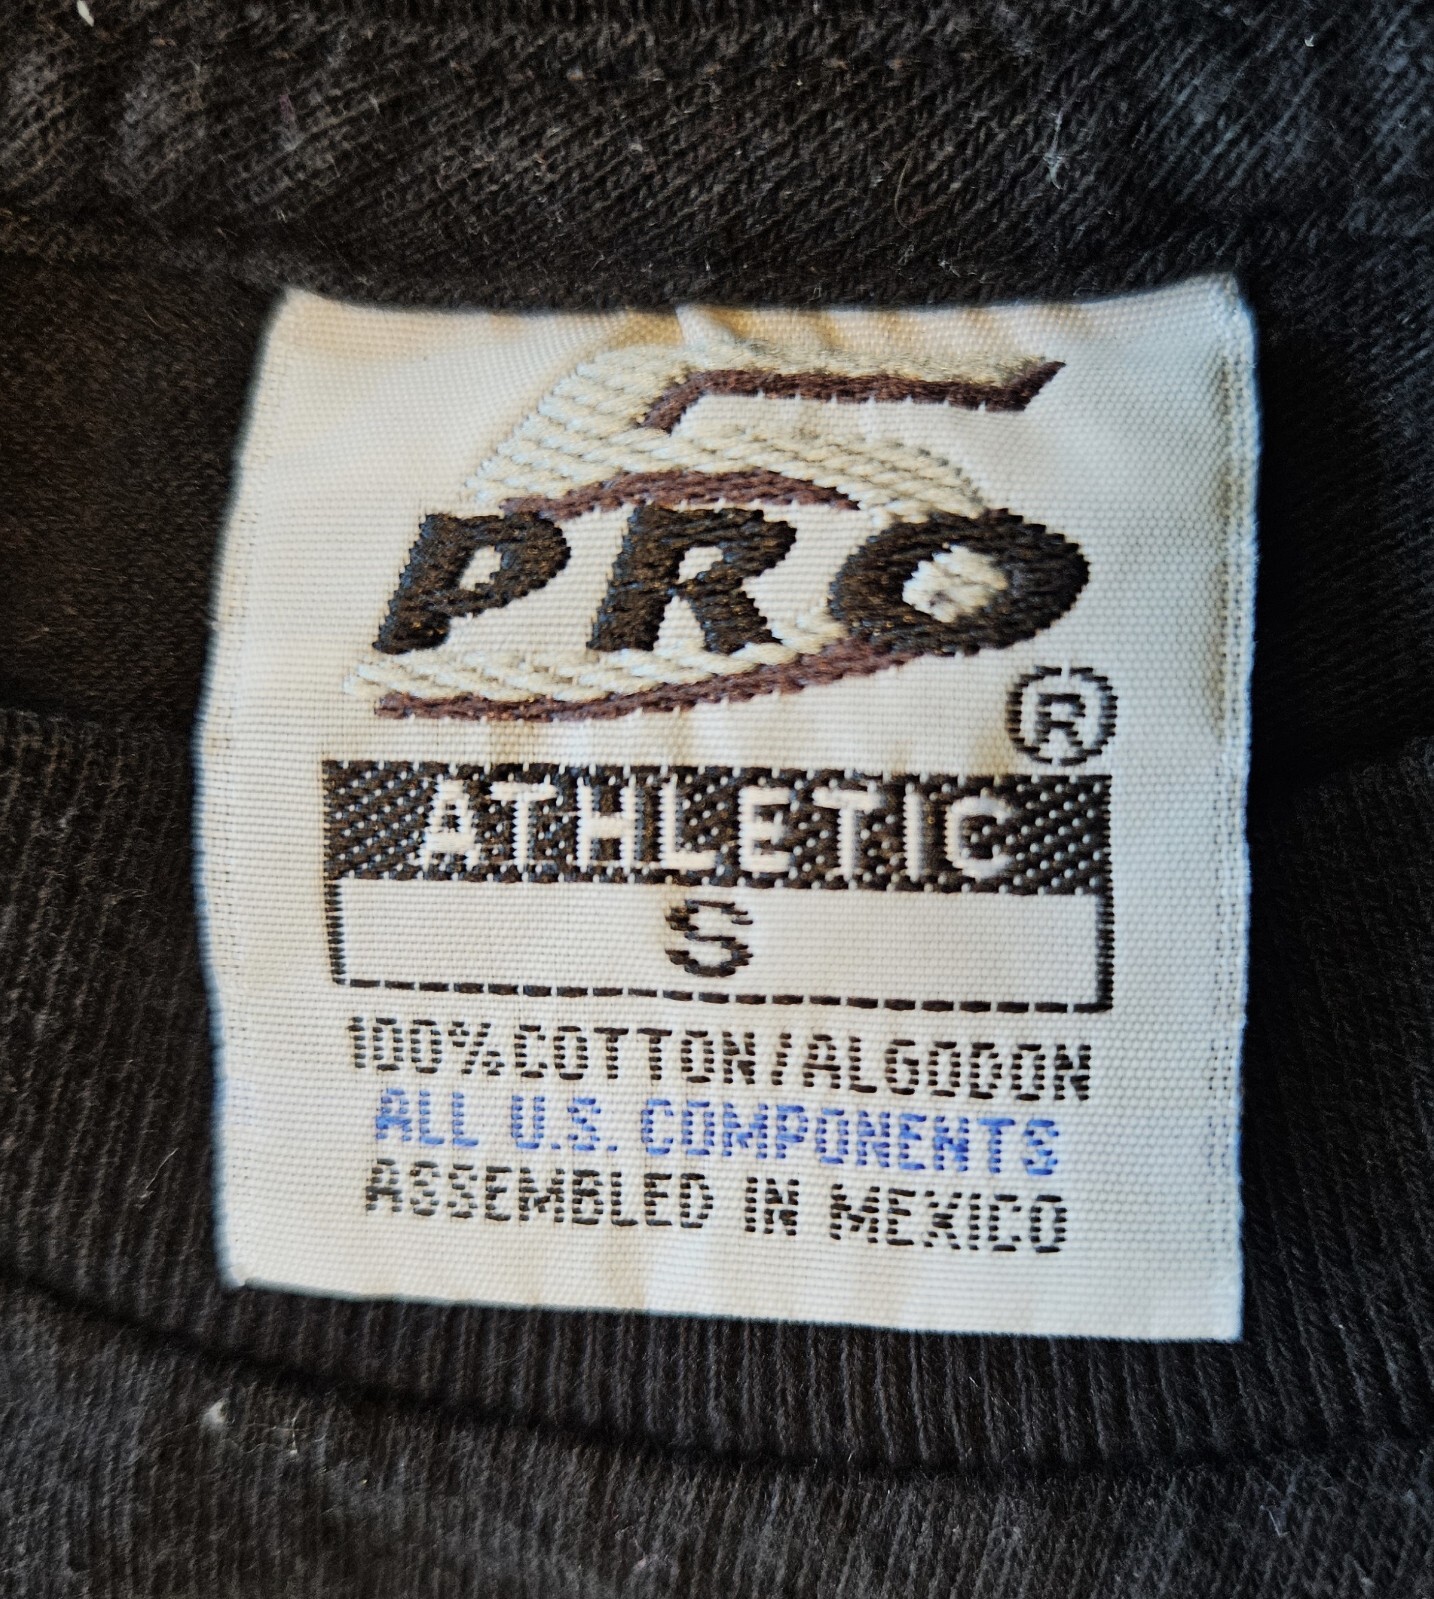 PRO
®
ATHLETIC
S
100% COTTON/ALGODON
ALL U.S. COMPONENTS
ASSEMBLED IN MEXICO